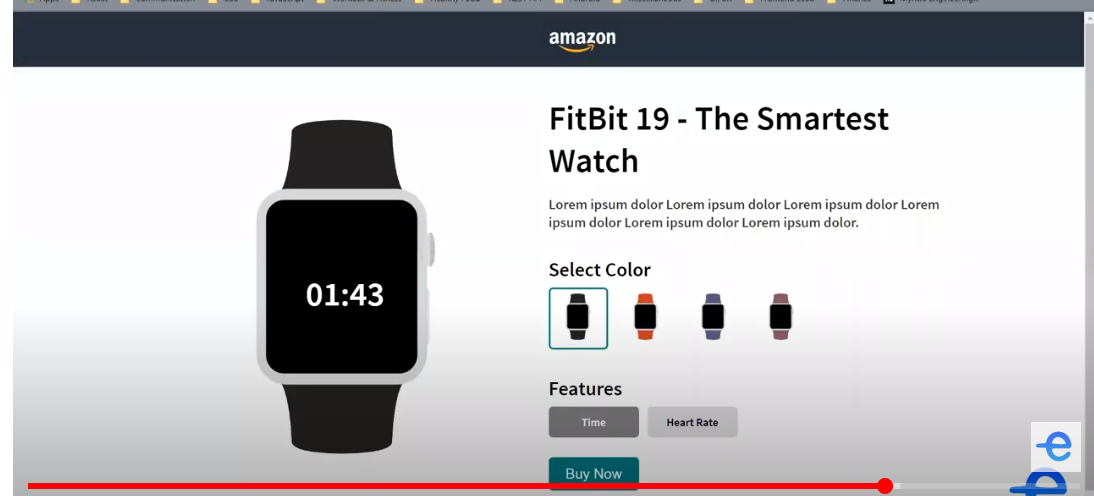 amazon
FitBit 19 - The Smartest
Watch
Lorem ipsum dolor Lorem ipsum dolor Lorem ipsum dolor Lorem
ipsum dolor Lorem ipsum dolor Lorem ipsum dolor.
01:43
Select Color
Features
Time
Heart Rate
Buy Now